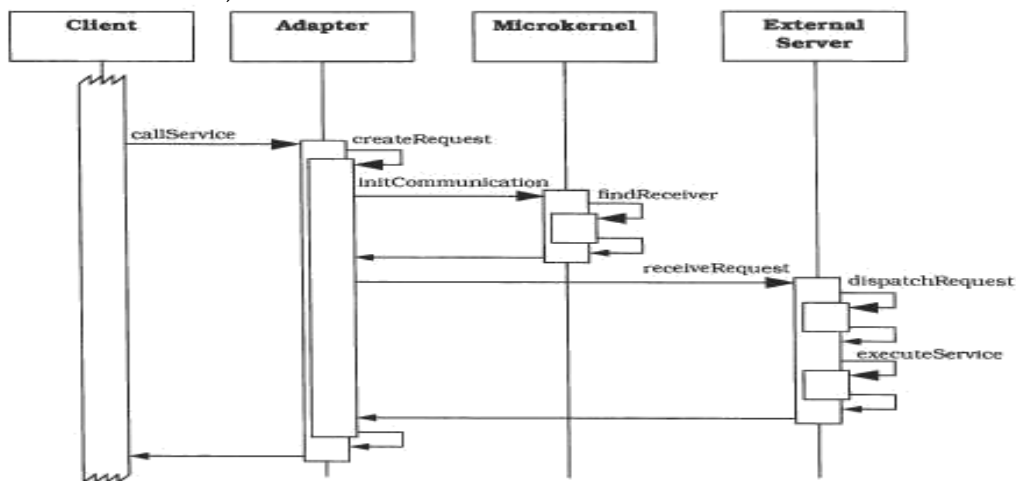 Client
Adapter
Microkernel
External
Server
callService
createRequest
initCommunication
findReceiver
receiveRequest
dispatchRequest
executeService